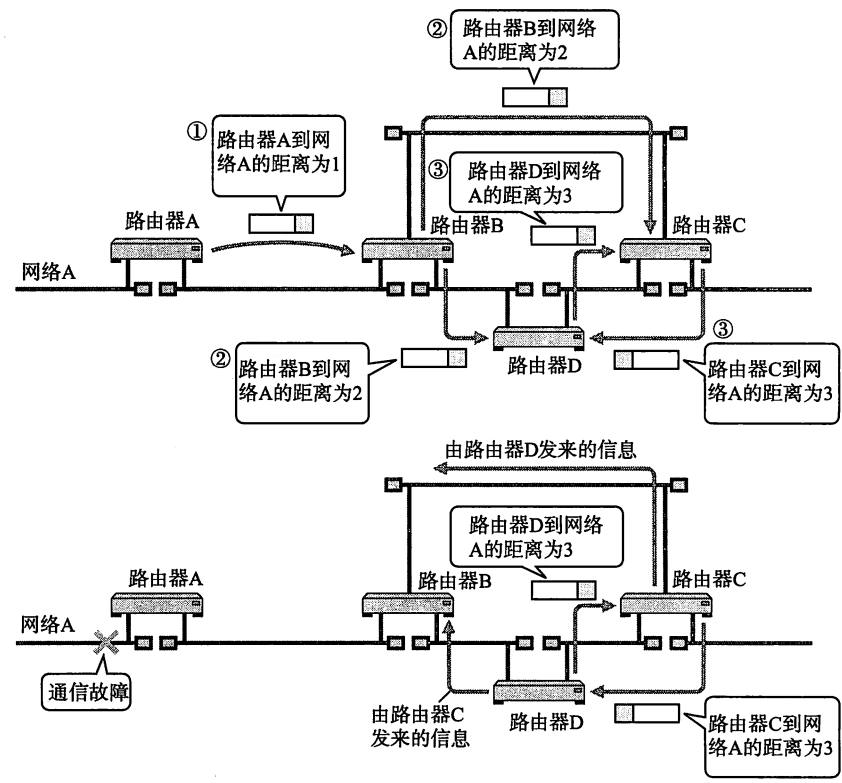 ②
路由器B到网络
A的距离为2
①
路由器A到网
络A的距离为1
③
路由器D到网络
A的距离为3
路由器A
路由器B
路由器C
网络A
②
路由器B到网
络A的距离为2
路由器D
③
路由器C到网
络A的距离为3
由路由器D发来的信息
路由器D到网络
A的距离为3
路由器A
路由器B
路由器C
网络A
通信故障
由路由器C
发来的信息
路由器D
路由器C到网
络A的距离为3